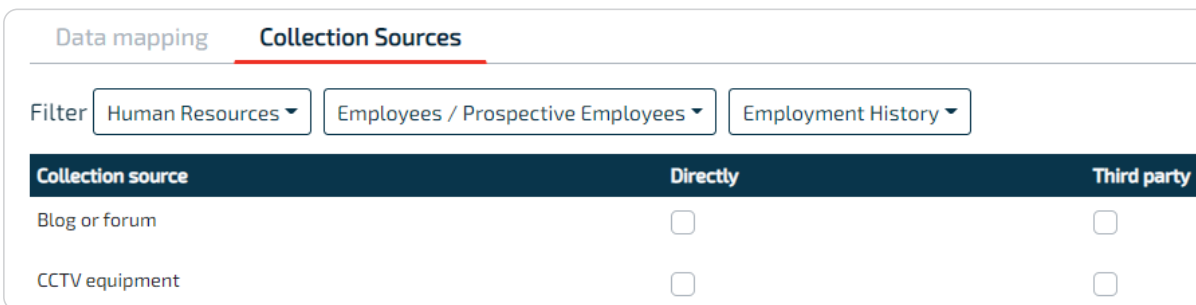 Data mapping Collection Sources
Filter Human Resources Employees / Prospective Employees Employment History
Collection source Directly Third party
Blog or forum
CCTV equipment